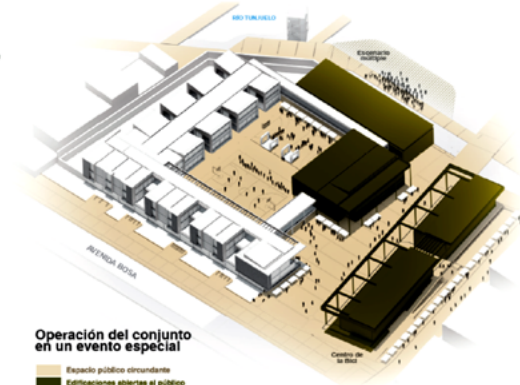 RÍO TUNJUELO
Escenario
múltiple
AVENIDA BOSA
Centro de
la Bici
Operación del conjunto
en un evento especial
Espacio público circundante
Edificaciones abiertas al público